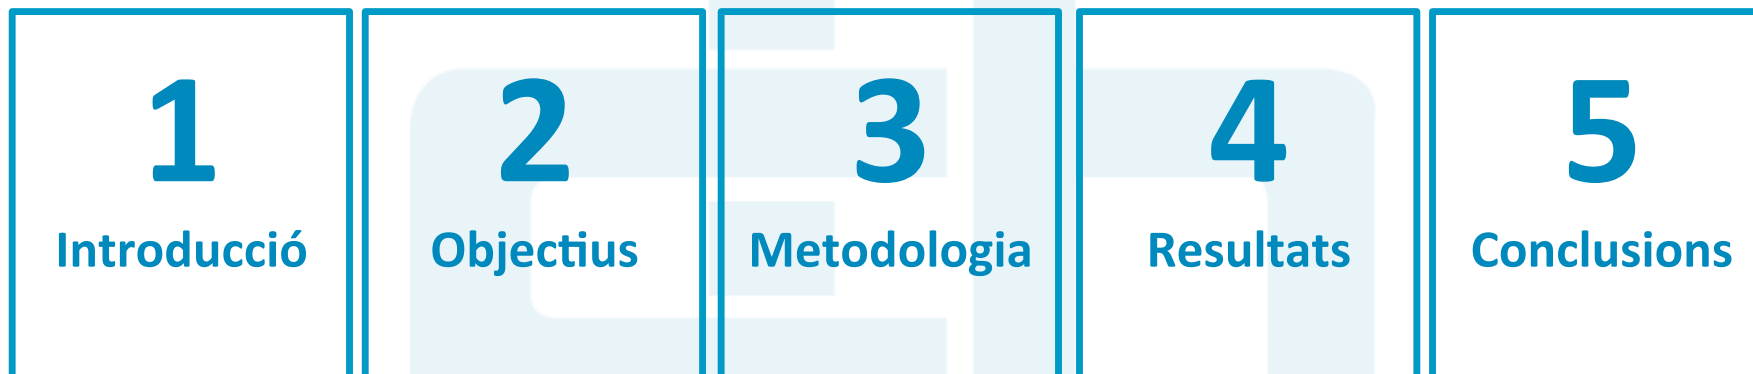 1
Introducció
2
Objectius
3
Metodologia
4
Resultats
5
Conclusions